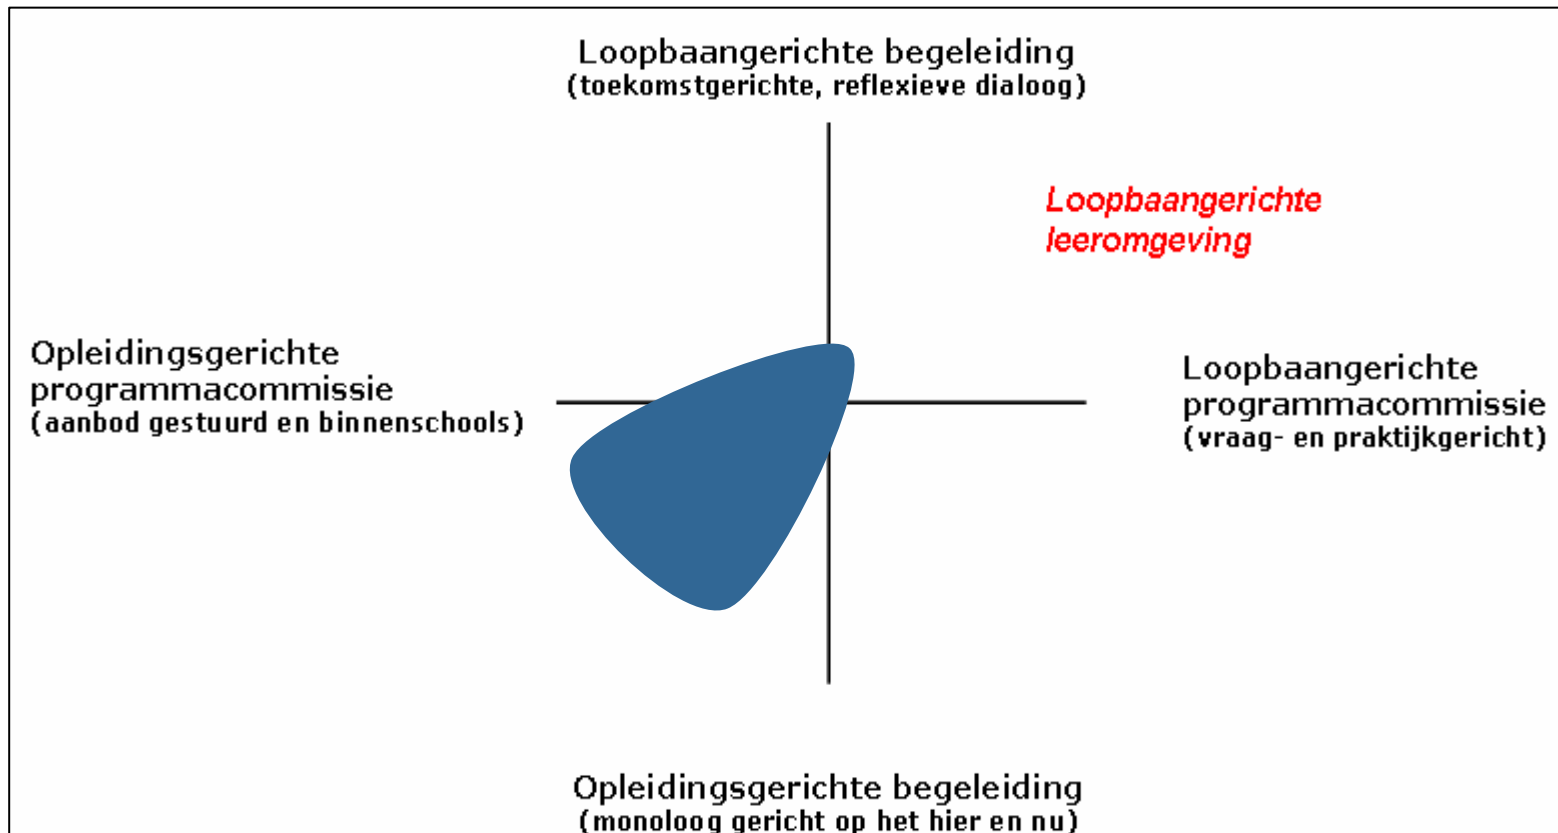 Loopbaangerichte begeleiding
(toekomstgerichte, reflexieve dialoog)
Loopbaangerichte
leeromgeving
Opleidingsgerichte
programmacommissie
(aanbod gestuurd en binnenschools)
Loopbaangerichte
programmacommissie
(vraag- en praktijkgericht)
Opleidingsgerichte begeleiding
(monoloog gericht op het hier en nu)